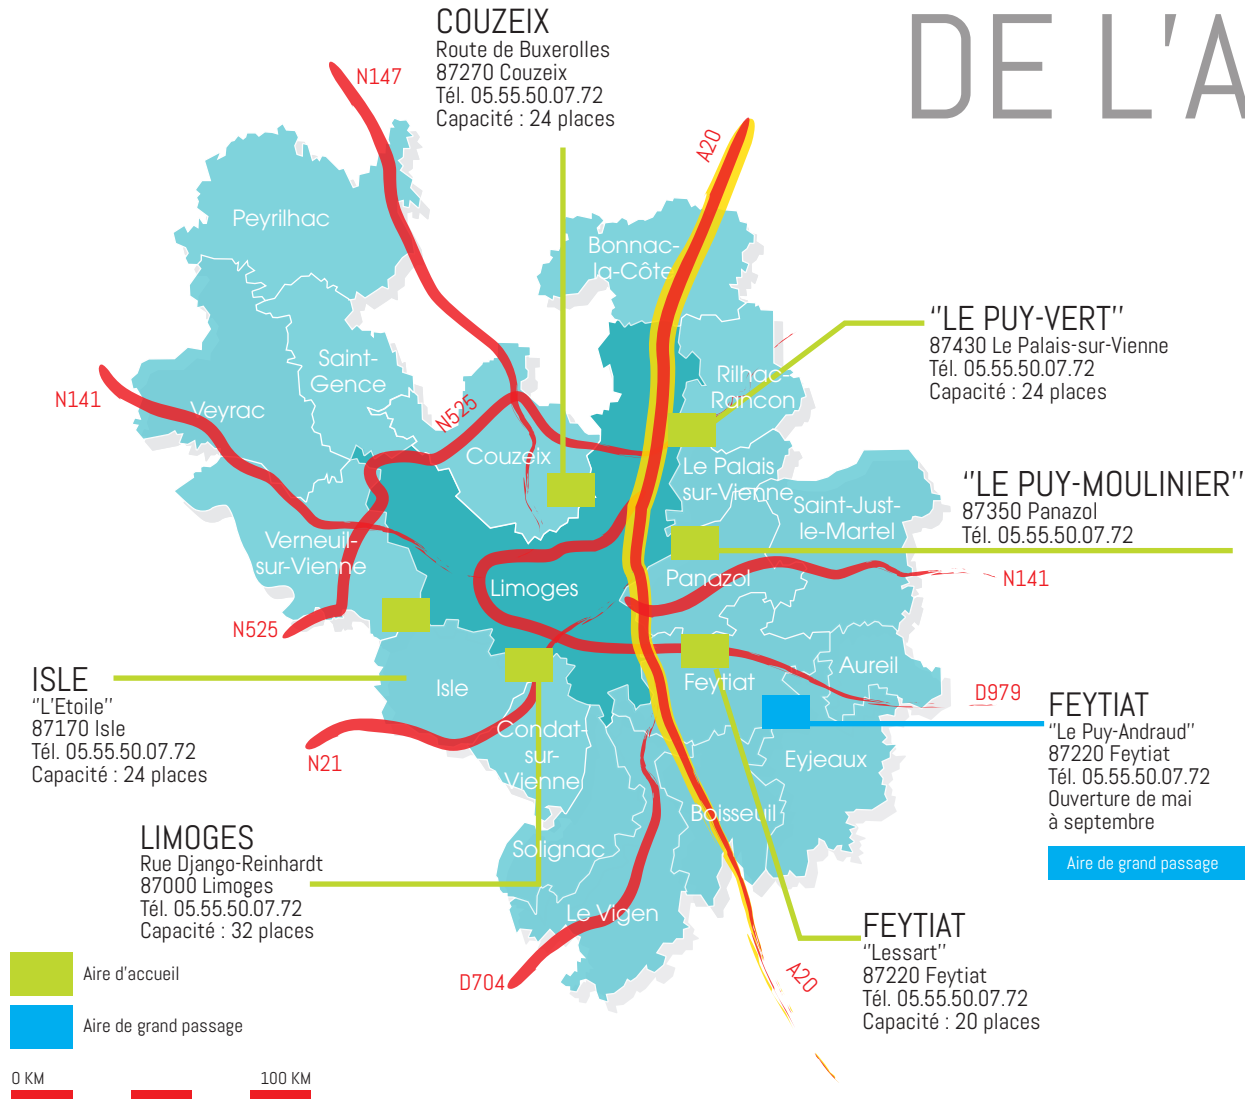 DE L'A
COUZEIX
Route de Buxerolles
87270 Couzeix
Tél. 05.55.50.07.72
Capacité : 24 places
N147
A20
Peyrilhac
Bonnac-
la-Côte
"LE PUY-VERT"
87430 Le Palais-sur-Vienne
Tél. 05.55.50.07.72
Capacité : 24 places
Saint-
Gence
Rilhac-
Rancon
N141
Veyrac
N525
Couzeix
Le Palais
sur-Vienne
"LE PUY-MOULINIER"
87350 Panazol
Tél. 05.55.50.07.72
Saint-Just-
le-Martel
Verneuil-
sur-Vienne
Limoges
Panazol
N141
N525
ISLE
"L'Etoile"
87170 Isle
Tél. 05.55.50.07.72
Capacité : 24 places
Isle
Feytiat
Aureil
D979
FEYTIAT
"Le Puy-Andraud"
87220 Feytiat
Tél. 05.55.50.07.72
Ouverture de mai
à septembre
Aire de grand passage
N21
Condat-
sur-
Vienne
Eyjeaux
Boisseuil
LIMOGES
Rue Django-Reinhardt
87000 Limoges
Tél. 05.55.50.07.72
Capacité : 32 places
Solignac
Le Vigen
FEYTIAT
"Lessart"
87220 Feytiat
Tél. 05.55.50.07.72
Capacité : 20 places
D704
A20
Aire d'accueil
Aire de grand passage
0 KM
100 KM